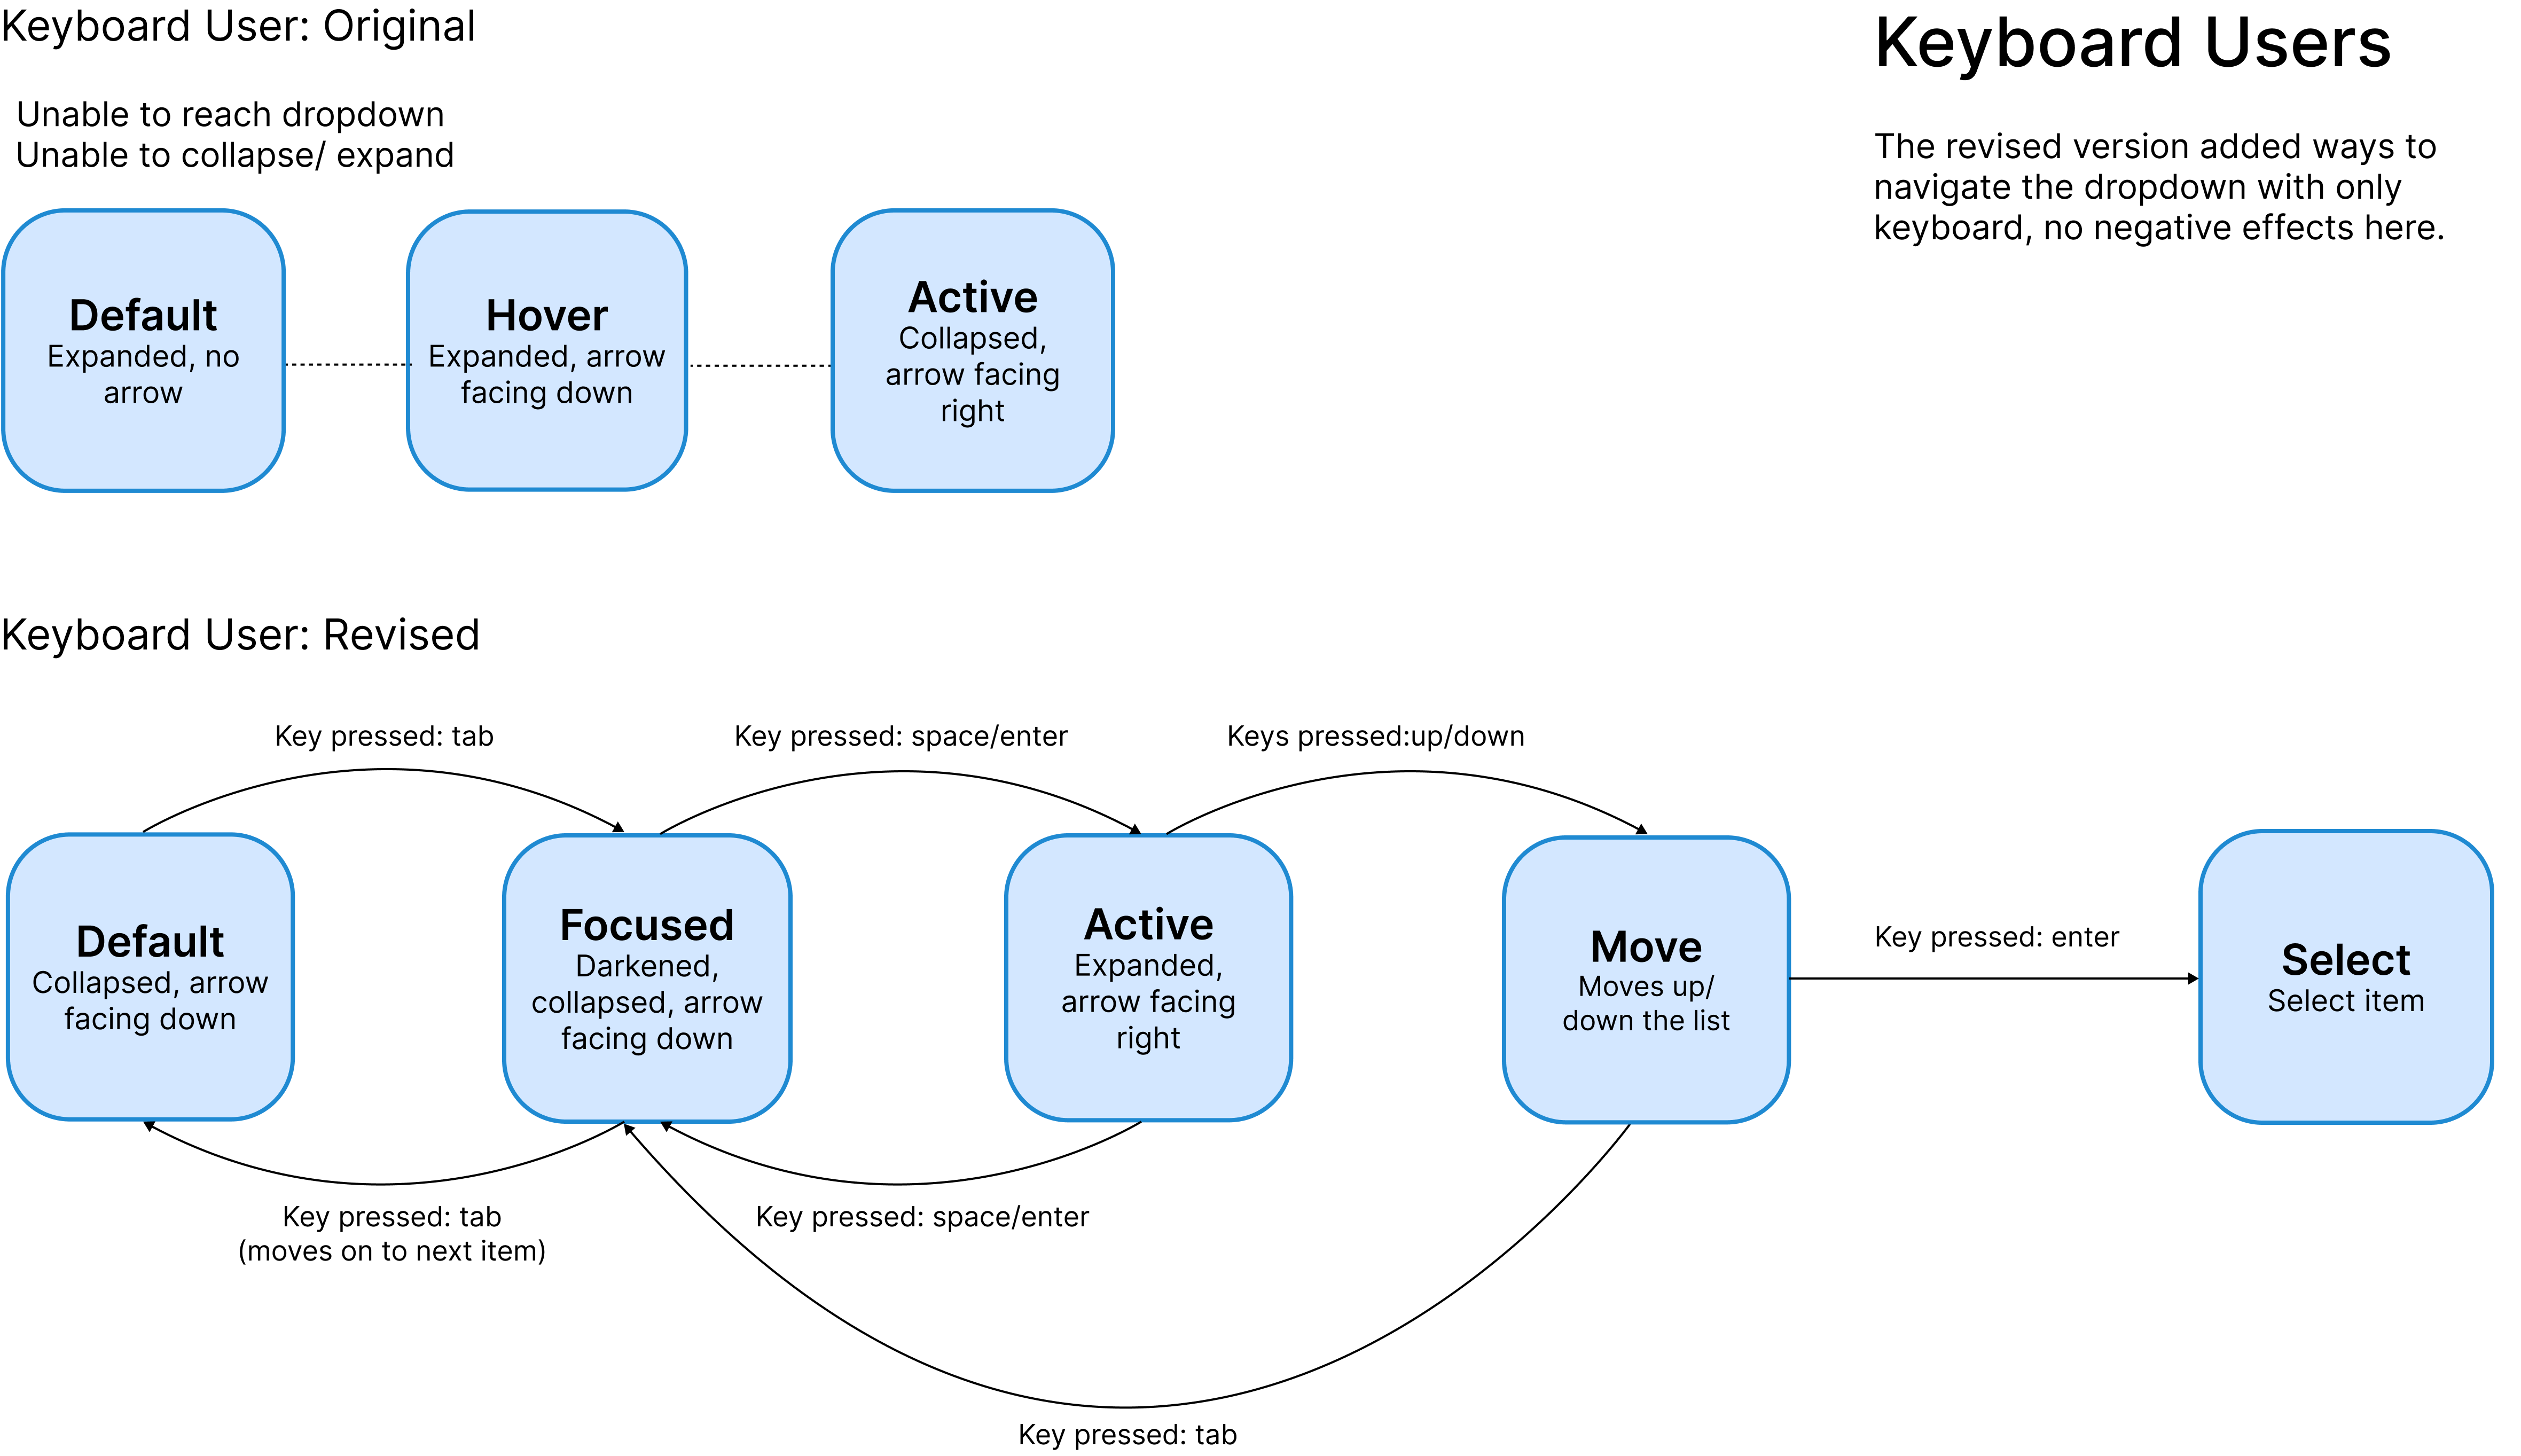 Keyboard User: Original
Unable to reach dropdown
Unable to collapse/ expand
Default
Expanded, no
arrow
Hover
Expanded, arrow
facing down
Active
Collapsed,
arrow facing
right
Keyboard Users
The revised version added ways to
navigate the dropdown with only
keyboard, no negative effects here.
Keyboard User: Revised
Key pressed: tab
Key pressed: space/enter
Keys pressed:up/down
Default
Collapsed, arrow
facing down
Focused
Darkened,
collapsed, arrow
facing down
Active
Expanded,
arrow facing
right
Move
Moves up/
down the list
Key pressed: enter
Select
Select item
Key pressed: tab
(moves on to next item)
Key pressed: space/enter
Key pressed: tab